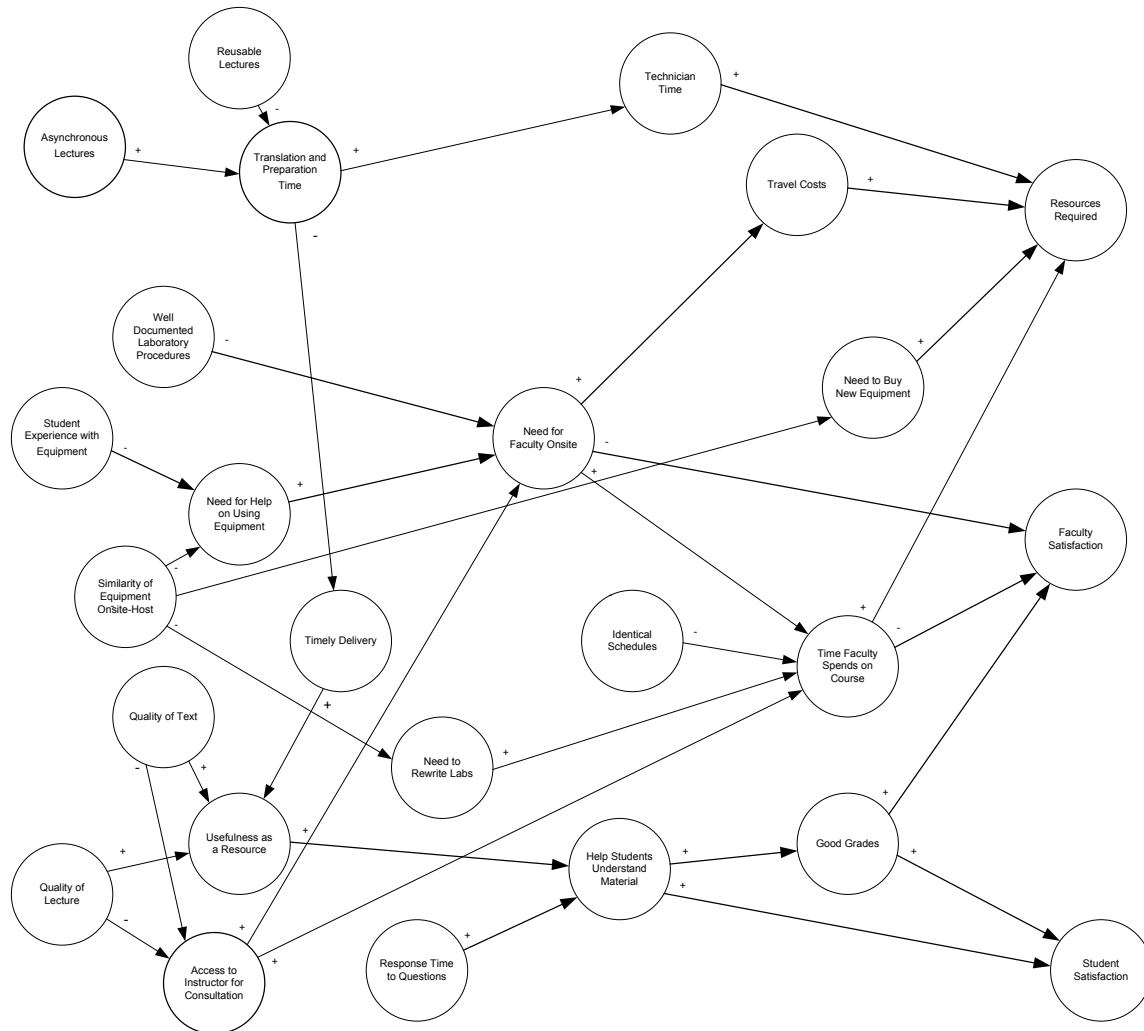 Reusable
Lectures
+
Technician
Time
-
Asynchronous
Lectures
+
+
Translation and
Preparation
Time
Travel Costs
+
Resources
Required
-
Well
Documented
Laboratory
Procedures
-
+
+
Need to Buy
New Equipment
Student
Experience with
Equipment
-
Need for
Faculty Onsite
-
+
+
Need for Help
on Using
Equipment
-
Faculty
Satisfaction
Similarity of
Equipment
Onsite-Host
-
Timely Delivery
Identical
Schedules
-
+
-
Time Faculty
Spends on
Course
Quality of Text
+
-
+
Need to
Rewrite Labs
+
+
Usefulness as
a Resource
+
Good Grades
+
+
Quality of
Lecture
+
-
Help Students
Understand
Material
+
+
+
+
Access to
Instructor for
Consultation
Response Time
to Questions
+
Student
Satisfaction